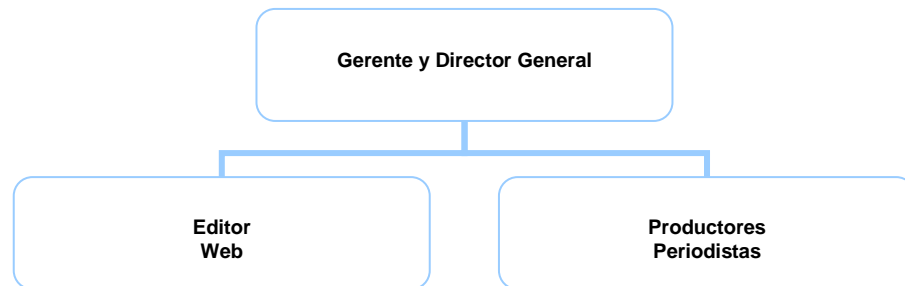 Gerente y Director General
Editor
Web
Productores
Periodistas